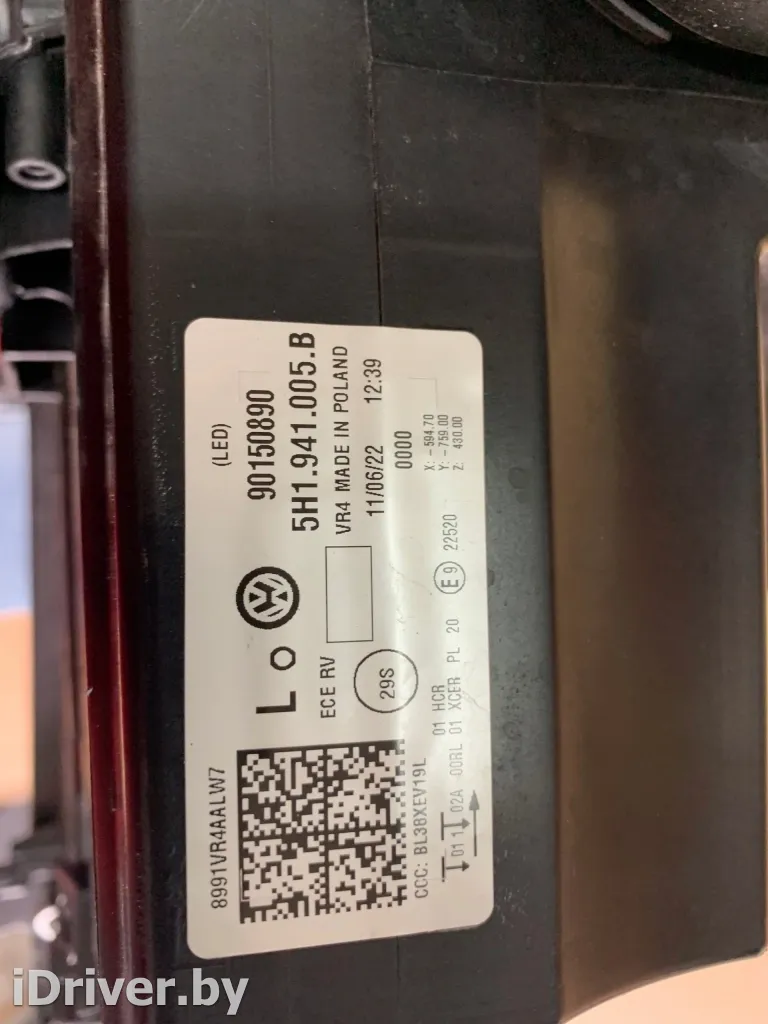 8991VR4AALW7
(LED)
L
90150890
5H1.941.005.B
ECE RV
VR4 MADE IN POLAND
29S
11/06/22 12:39
0000
CCC: BL38XEV19L
X: -594.70
Y: -759.00
Z: 430.00
01 HCR
01 1 02A 00RL 01 XCER PL 20 E9 22520
iDriver.by